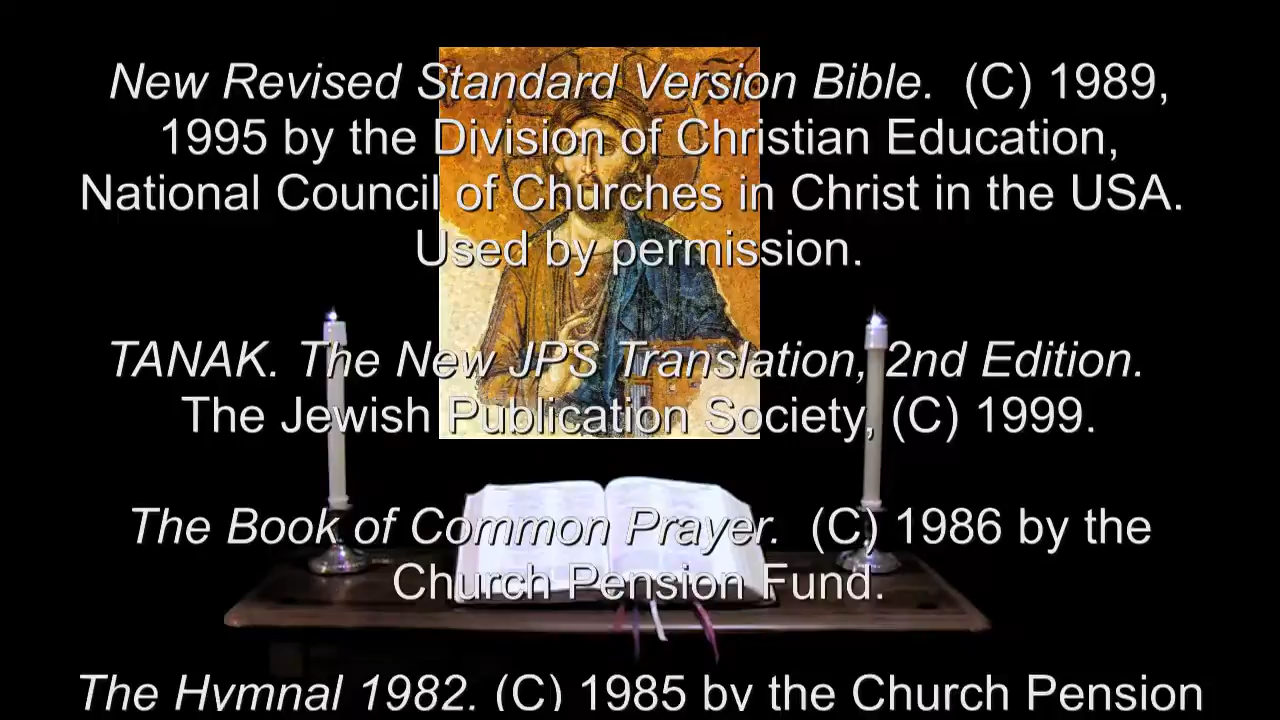 New Revised Standard Version Bible. (C) 1989,
1995 by the Division of Christian Education,
National Council of Churches in Christ in the USA.
Used by permission.
TANAK. The New JPS Translation, 2nd Edition.
The Jewish Publication Society, (C) 1999.
The Book of Common Prayer. (C) 1986 by the
Church Pension Fund.
The Hymnal 1982. (C) 1985 by the Church Pension